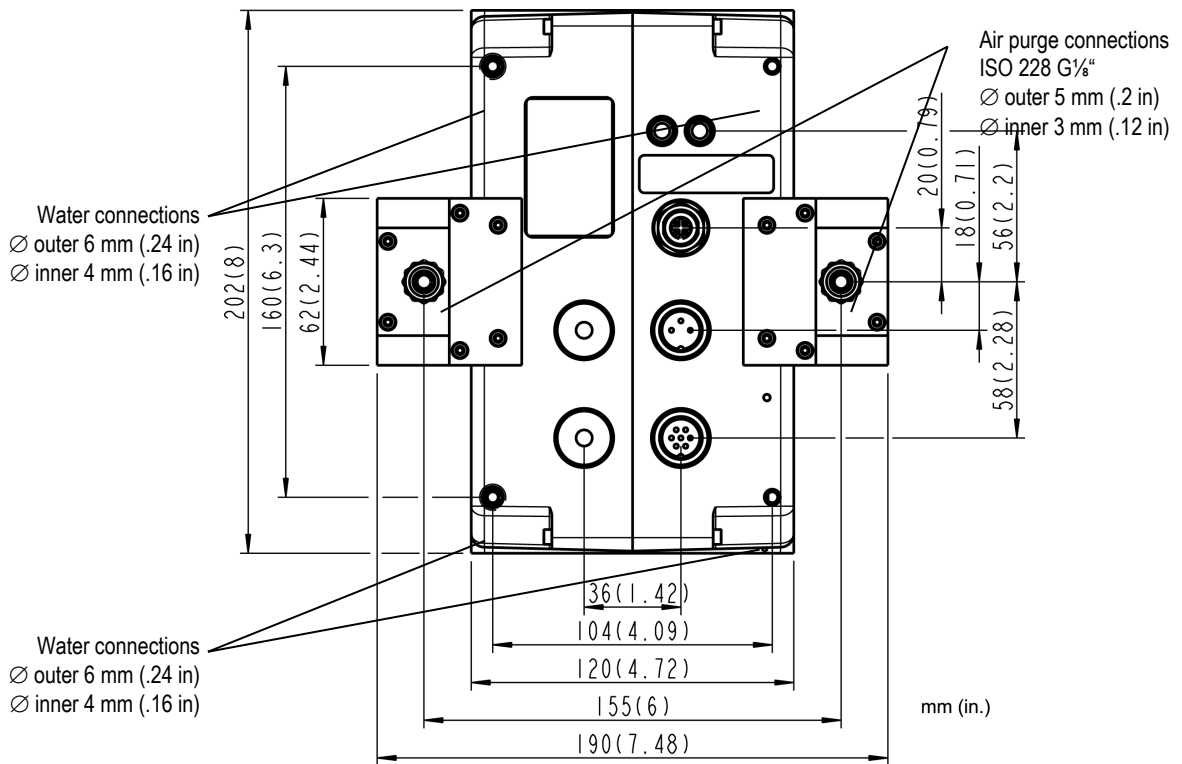 Air purge connections
ISO 228 G⅛“
∅ outer 5 mm (.2 in)
∅ inner 3 mm (.12 in)
Water connections
∅ outer 6 mm (.24 in)
∅ inner 4 mm (.16 in)
202(8)
160(6.3)
62(2.44)
20(0.79)
18(0.71)
56(2.2)
58(2.28)
36(1.42)
104(4.09)
120(4.72)
155(6)
190(7.48)
Water connections
∅ outer 6 mm (.24 in)
∅ inner 4 mm (.16 in)
mm (in.)